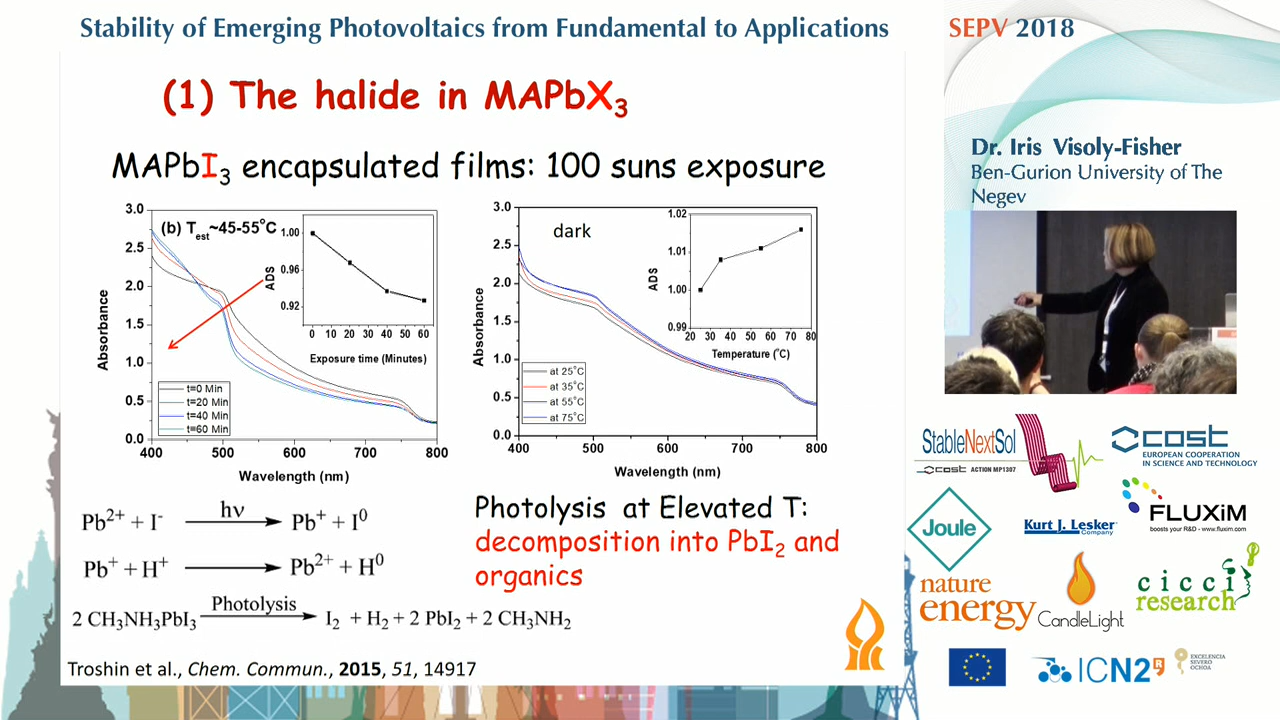 Stability of Emerging Photovoltaics from Fundamental to Applications
SEPV 2018
(1) The halide in MAPbX3
MAPbI3 encapsulated films: 100 suns exposure
3.0
2.5
2.0
1.5
1.0
0.5
0.0
Absorbance
(b) Test~45-55°C
1.00
0.96
0.92
ADS
0 10 20 30 40 50 60
Exposure time (Minutes)
t=0 Min
t=20 Min
t=40 Min
t=60 Min
400 500 600 700 800
Wavelength (nm)
3.0
2.5
2.0
1.5
1.0
0.5
0.0
Absorbance
dark
1.02
1.01
1.00
0.99
ADS
20 30 40 50 60 70 80
Temperature (°C)
at 25°C
at 35°C
at 55°C
at 75°C
400 500 600 700 800
Wavelength (nm)
Pb2+ + I- hν Pb+ + I0
Pb+ + H+ Pb2+ + H0
2 CH3NH3PbI3 Photolysis I2 + H2 + 2 PbI2 + 2 CH3NH2
Photolysis at Elevated T:
decomposition into PbI2 and
organics
Troshin et al., Chem. Commun., 2015, 51, 14917
Dr. Iris Visoly-Fisher
Ben-Gurion University of The
Negev
StableNextSol
cost ACTION MP1307
cost
EUROPEAN COOPERATION
IN SCIENCE AND TECHNOLOGY
Joule
Kurt J. Lesker
Company
FLUXiM
boosts your R&D - www.fluxim.com
nature
energy
CandleLight
cicci
research
ICN2
EXCELENCIA
SEVERO
OCHOA